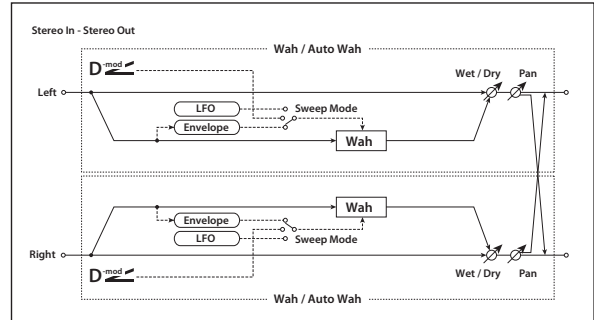 Stereo In - Stereo Out
Wah / Auto Wah
D-mod
Wet / Dry
Pan
Left
LFO
Sweep Mode
Envelope
Wah
Wah
Envelope
LFO
Sweep Mode
Right
D-mod
Wet / Dry
Pan
Wah / Auto Wah